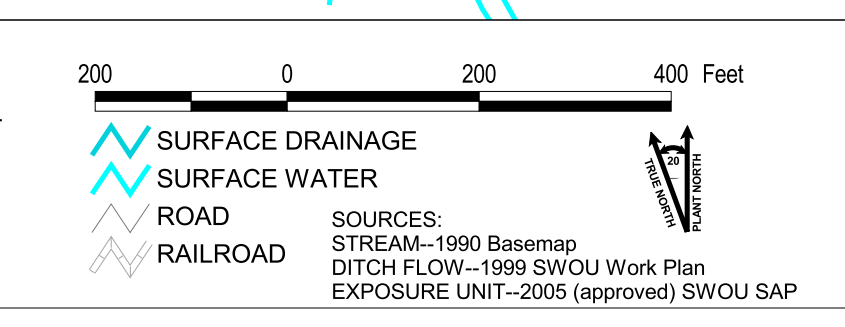 200 0 200 400 Feet
SURFACE DRAINAGE
SURFACE WATER
ROAD
RAILROAD
20
TRUE NORTH
PLANT NORTH
SOURCES:
STREAM--1990 Basemap
DITCH FLOW--1999 SWOU Work Plan
EXPOSURE UNIT--2005 (approved) SWOU SAP